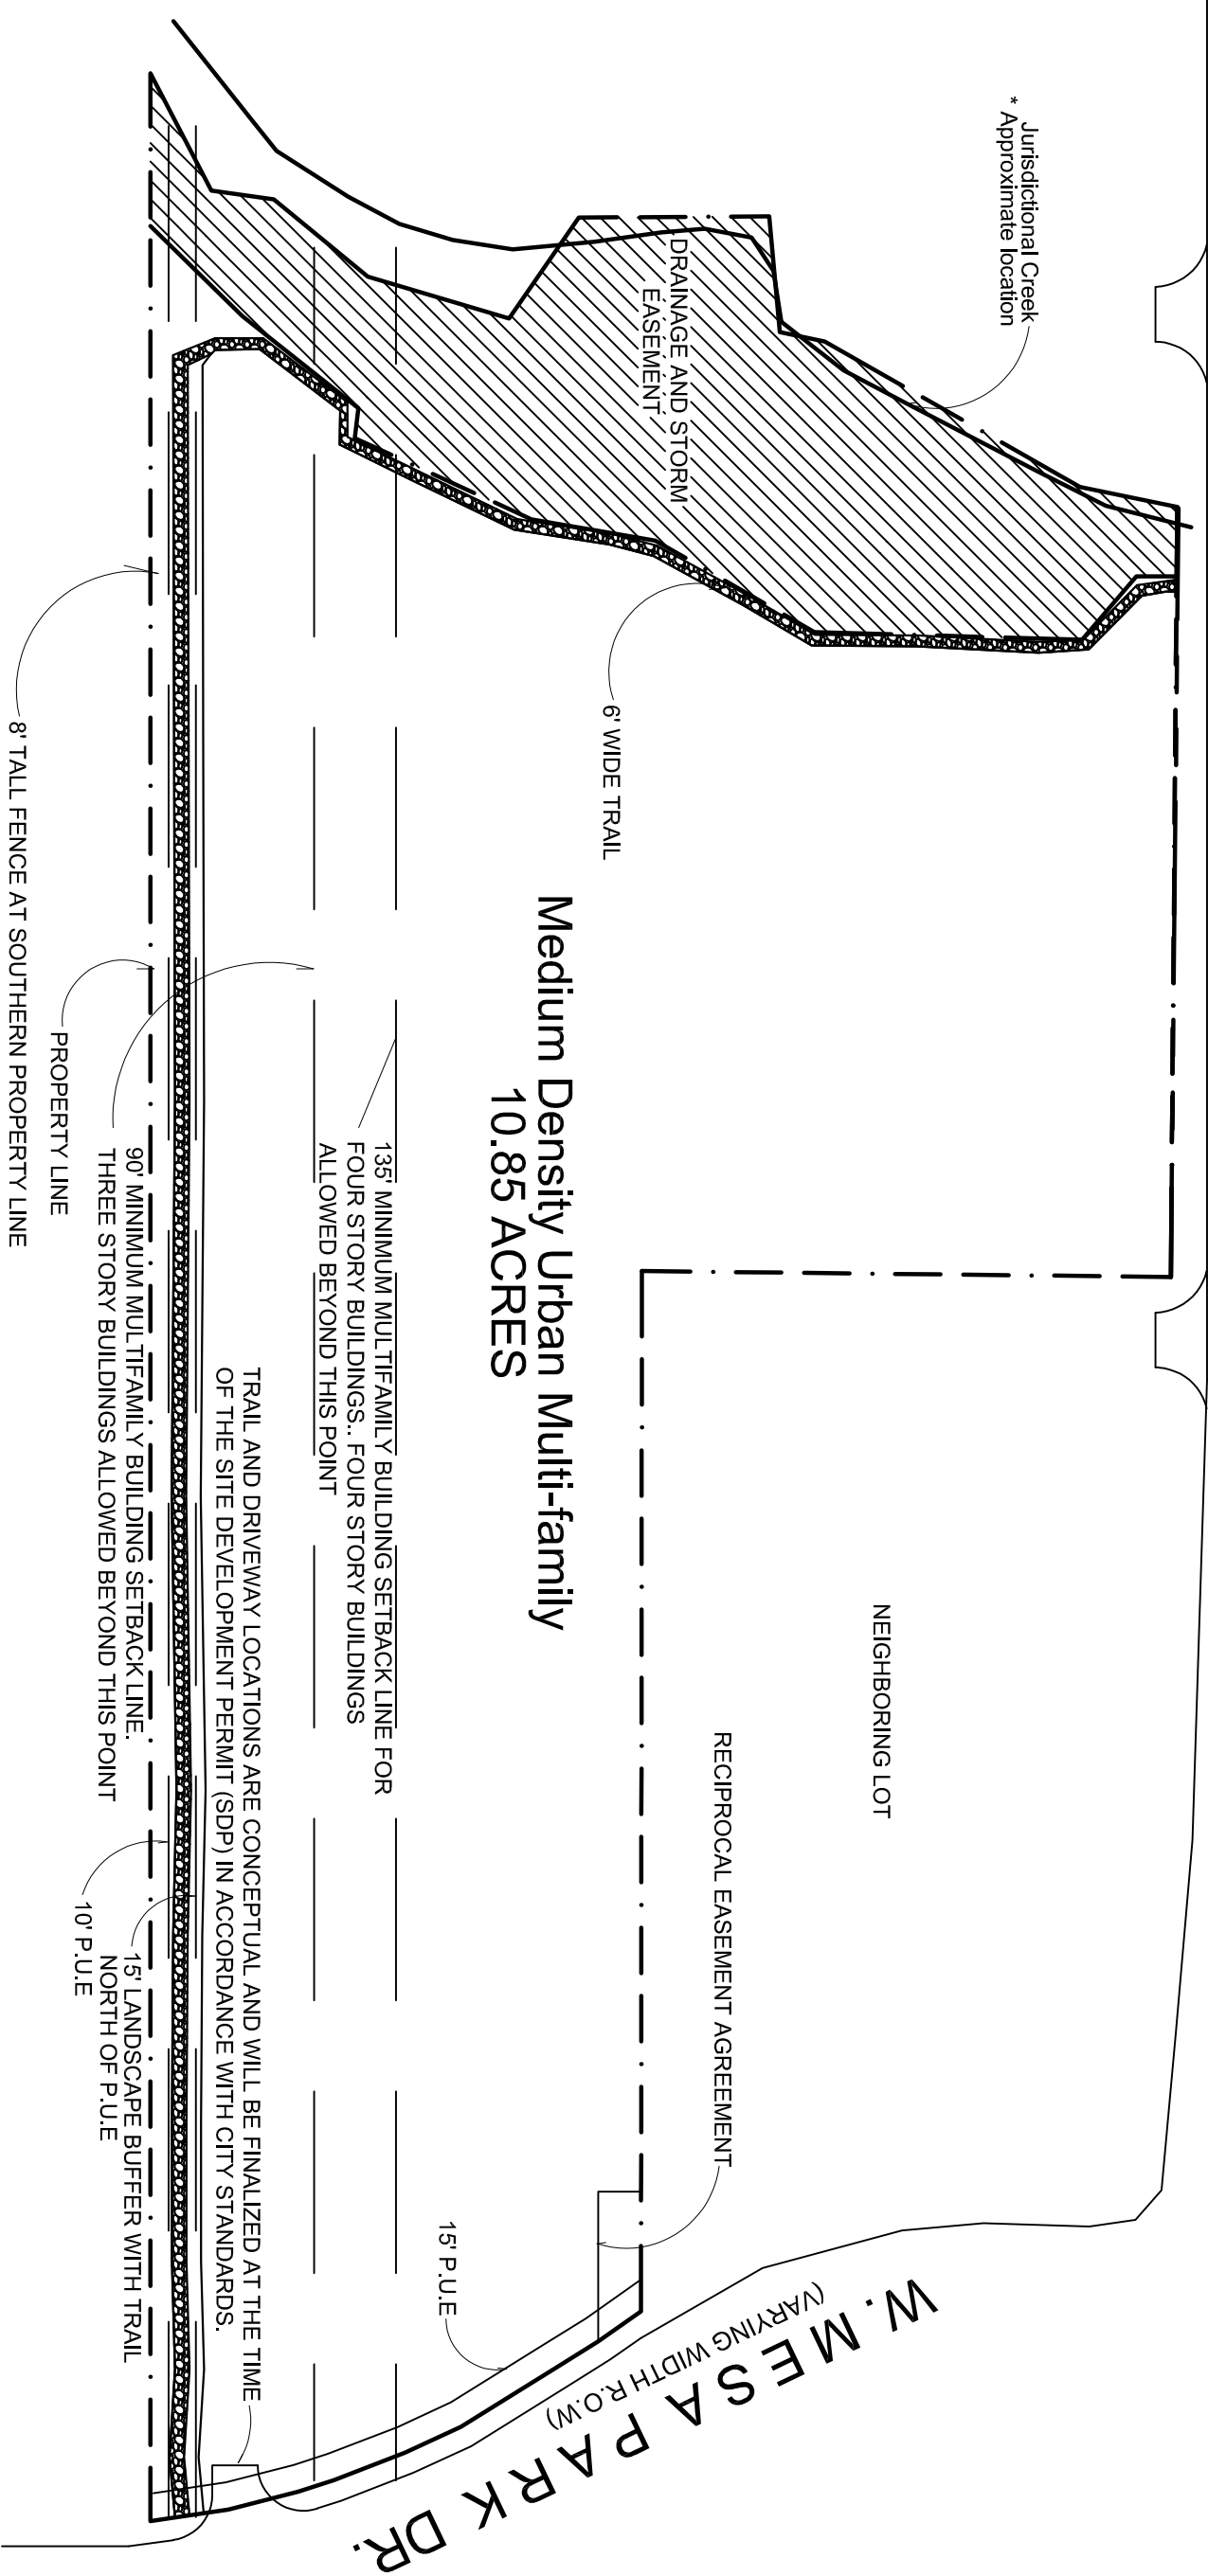 Jurisdictional Creek
* Approximate location
DRAINAGE AND STORM
EASEMENT
6' WIDE TRAIL
NEIGHBORING LOT
RECIPROCAL EASEMENT AGREEMENT
Medium Density Urban Multi-family
10.85 ACRES
W. MESA PARK DR.
(VARYING WIDTH R.O.W)
15' P.U.E
135' MINIMUM MULTIFAMILY BUILDING SETBACK LINE FOR
FOUR STORY BUILDINGS.. FOUR STORY BUILDINGS
ALLOWED BEYOND THIS POINT
TRAIL AND DRIVEWAY LOCATIONS ARE CONCEPTUAL AND WILL BE FINALIZED AT THE TIME
OF THE SITE DEVELOPMENT PERMIT (SDP) IN ACCORDANCE WITH CITY STANDARDS.
90' MINIMUM MULTIFAMILY BUILDING SETBACK LINE.
THREE STORY BUILDINGS ALLOWED BEYOND THIS POINT
15' LANDSCAPE BUFFER WITH TRAIL
NORTH OF P.U.E
10' P.U.E
PROPERTY LINE
8' TALL FENCE AT SOUTHERN PROPERTY LINE